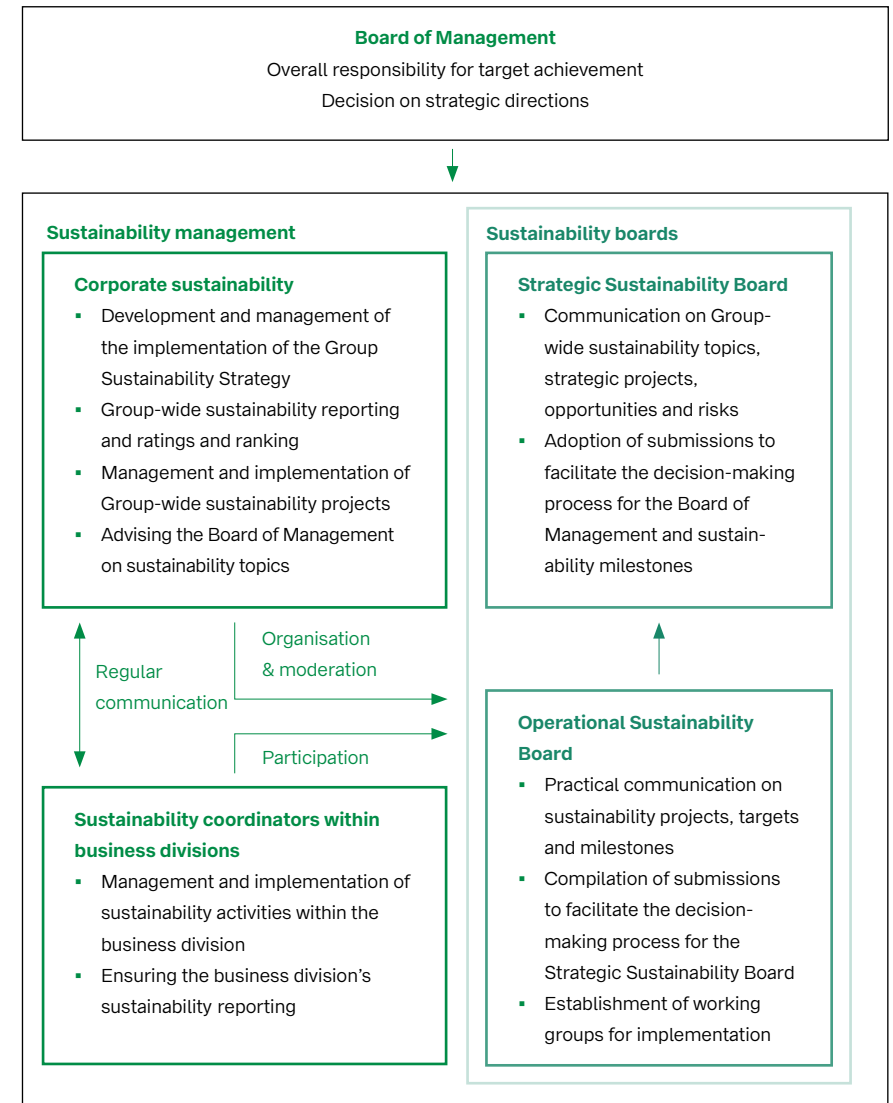 Board of Management
Overall responsibility for target achievement
Decision on strategic directions
Sustainability management
Corporate sustainability
▪ Development and management of
the implementation of the Group
Sustainability Strategy
▪ Group-wide sustainability reporting
and ratings and ranking
▪ Management and implementation of
Group-wide sustainability projects
▪ Advising the Board of Management
on sustainability topics
Regular
communication
Organisation
& moderation
Participation
Sustainability coordinators within
business divisions
▪ Management and implementation of
sustainability activities within the
business division
▪ Ensuring the business division's
sustainability reporting
Sustainability boards
Strategic Sustainability Board
▪ Communication on Group-
wide sustainability topics,
strategic projects,
opportunities and risks
▪ Adoption of submissions to
facilitate the decision-making
process for the Board of
Management and sustain-
ability milestones
Operational Sustainability
Board
▪ Practical communication on
sustainability projects, targets
and milestones
▪ Compilation of submissions
to facilitate the decision-
making process for the
Strategic Sustainability Board
▪ Establishment of working
groups for implementation